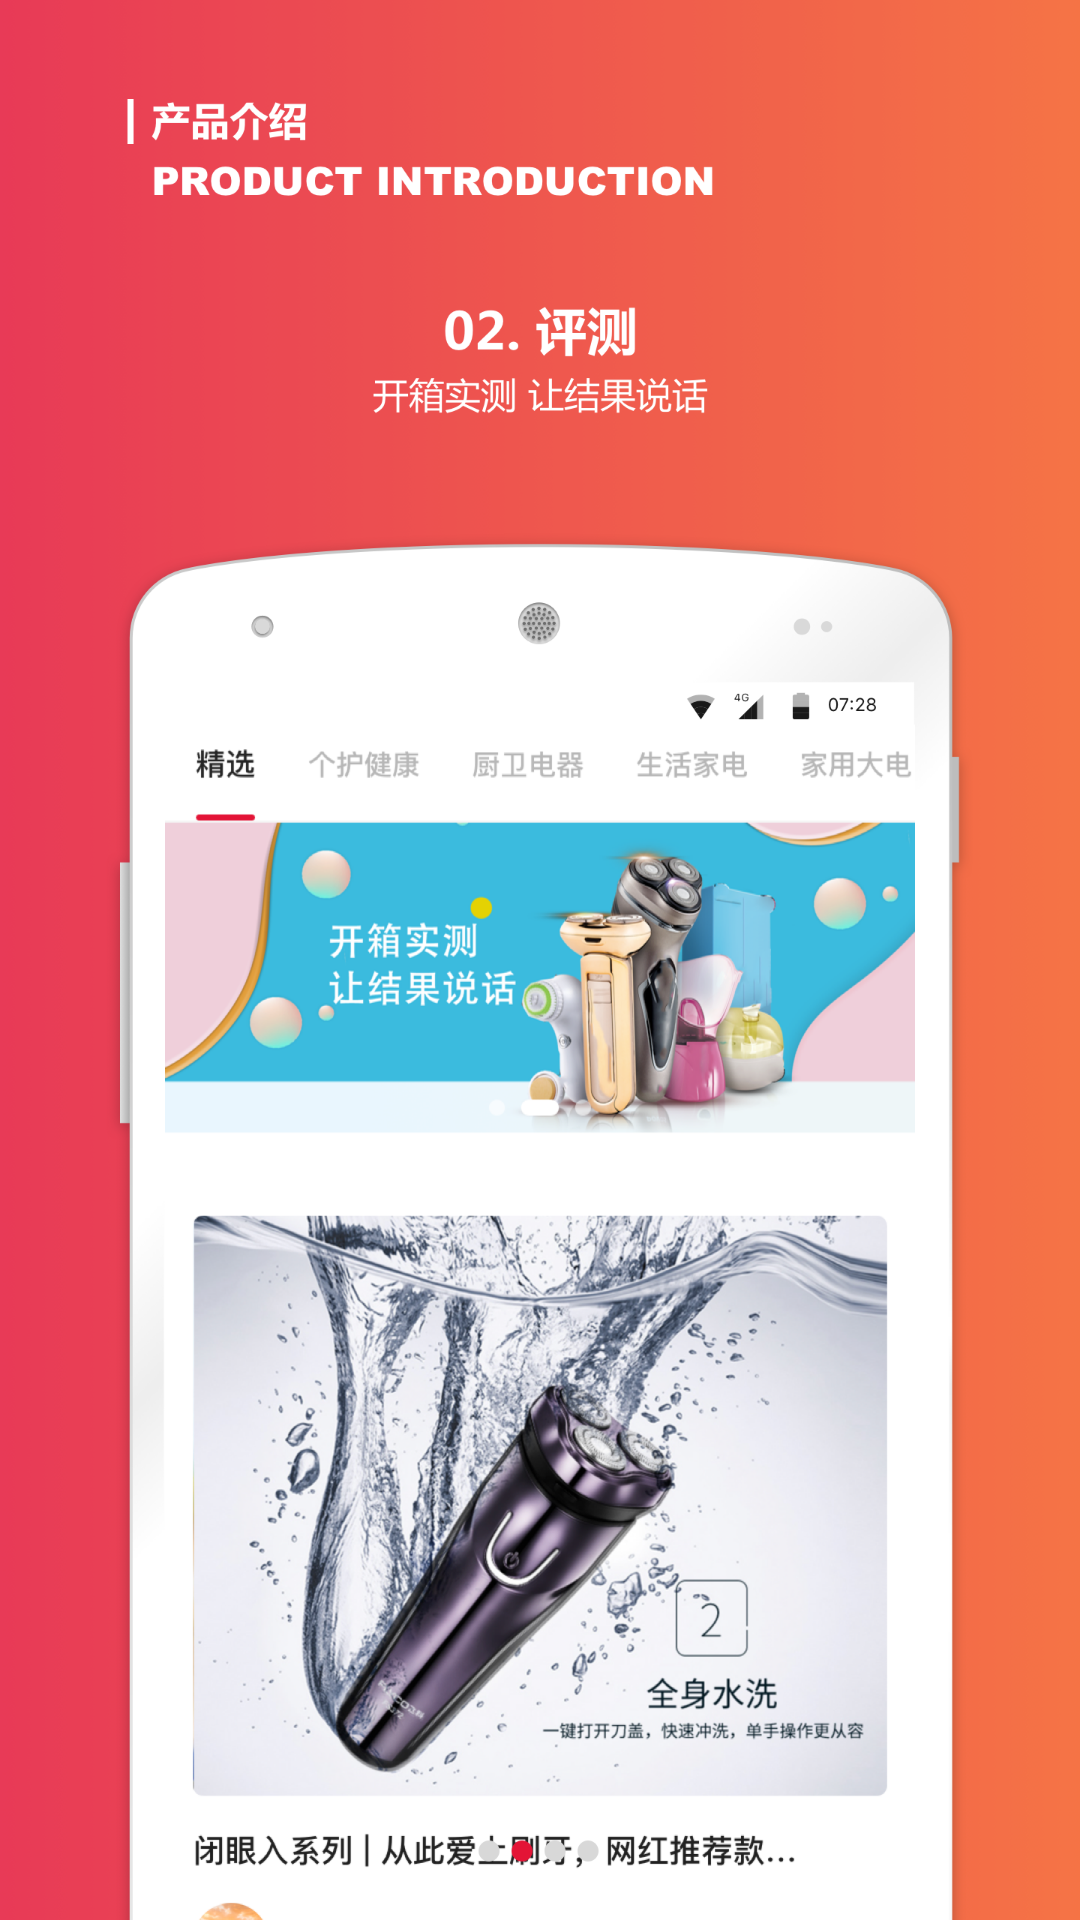 产品介绍
PRODUCT INTRODUCTION
02. 评测
开箱实测 让结果说话
4G 07:28
精选 个护健康 厨卫电器 生活家电 家用大电
开箱实测
让结果说话
2
全身水洗
一键打开刀盖，快速冲洗，单手操作更从容
闭眼入系列 | 从此爱上刷牙，网红推荐款...